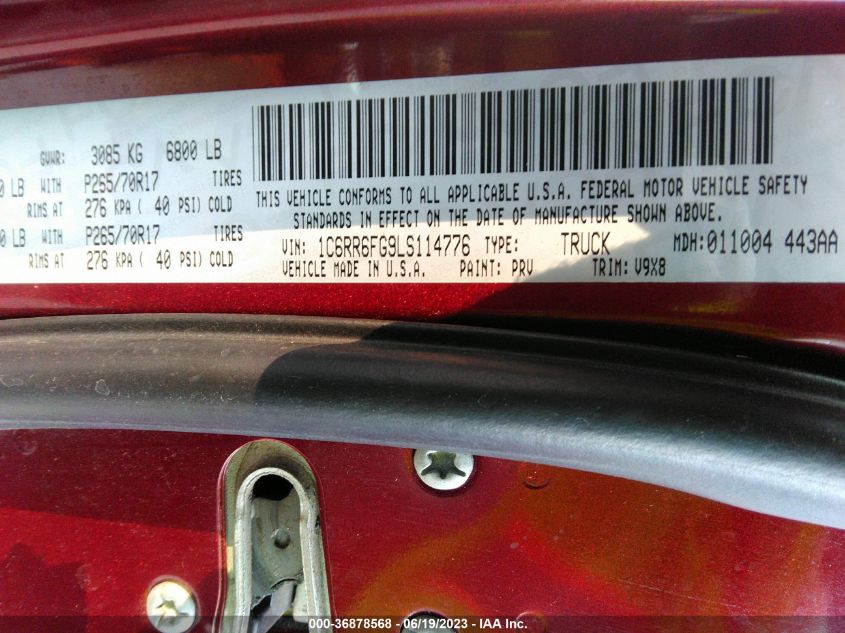 GVWR: 3085 KG 6800 LB
0 LB WITH P265/70R17 TIRES
RIMS AT 276 KPA ( 40 PSI) COLD
0 LB WITH P265/70R17 TIRES
RIMS AT 276 KPA ( 40 PSI) COLD
THIS VEHICLE CONFORMS TO ALL APPLICABLE U.S.A. FEDERAL MOTOR VEHICLE SAFETY
STANDARDS IN EFFECT ON THE DATE OF MANUFACTURE SHOWN ABOVE.
VIN: 1C6RR6FG9LS114776 TYPE: TRUCK MDH:011004 443AA
VEHICLE MADE IN U.S.A. PAINT: PRV TRIM: V9X8
000-36878568 - 06/19/2023 - IAA Inc.